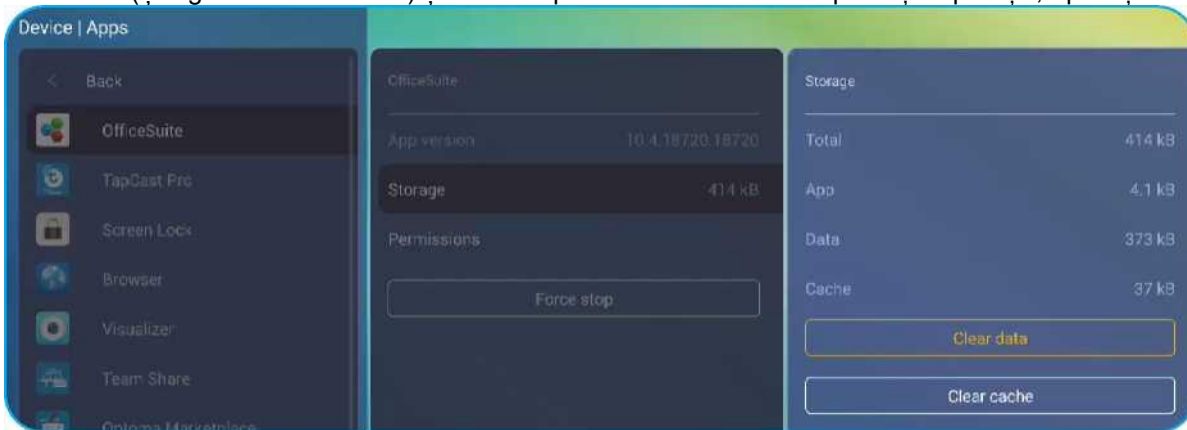 Device | Apps
< Back
OfficeSuite
TapCast Pro
Screen Lock
Browser
Visualizer
Team Share
Optoma Marketplace
OfficeSuite
App version 10.4.18720.18720
Storage 414 kB
Permissions
Force stop
Storage
Total 414 kB
App 4.1 kB
Data 373 kB
Cache 37 kB
Clear data
Clear cache